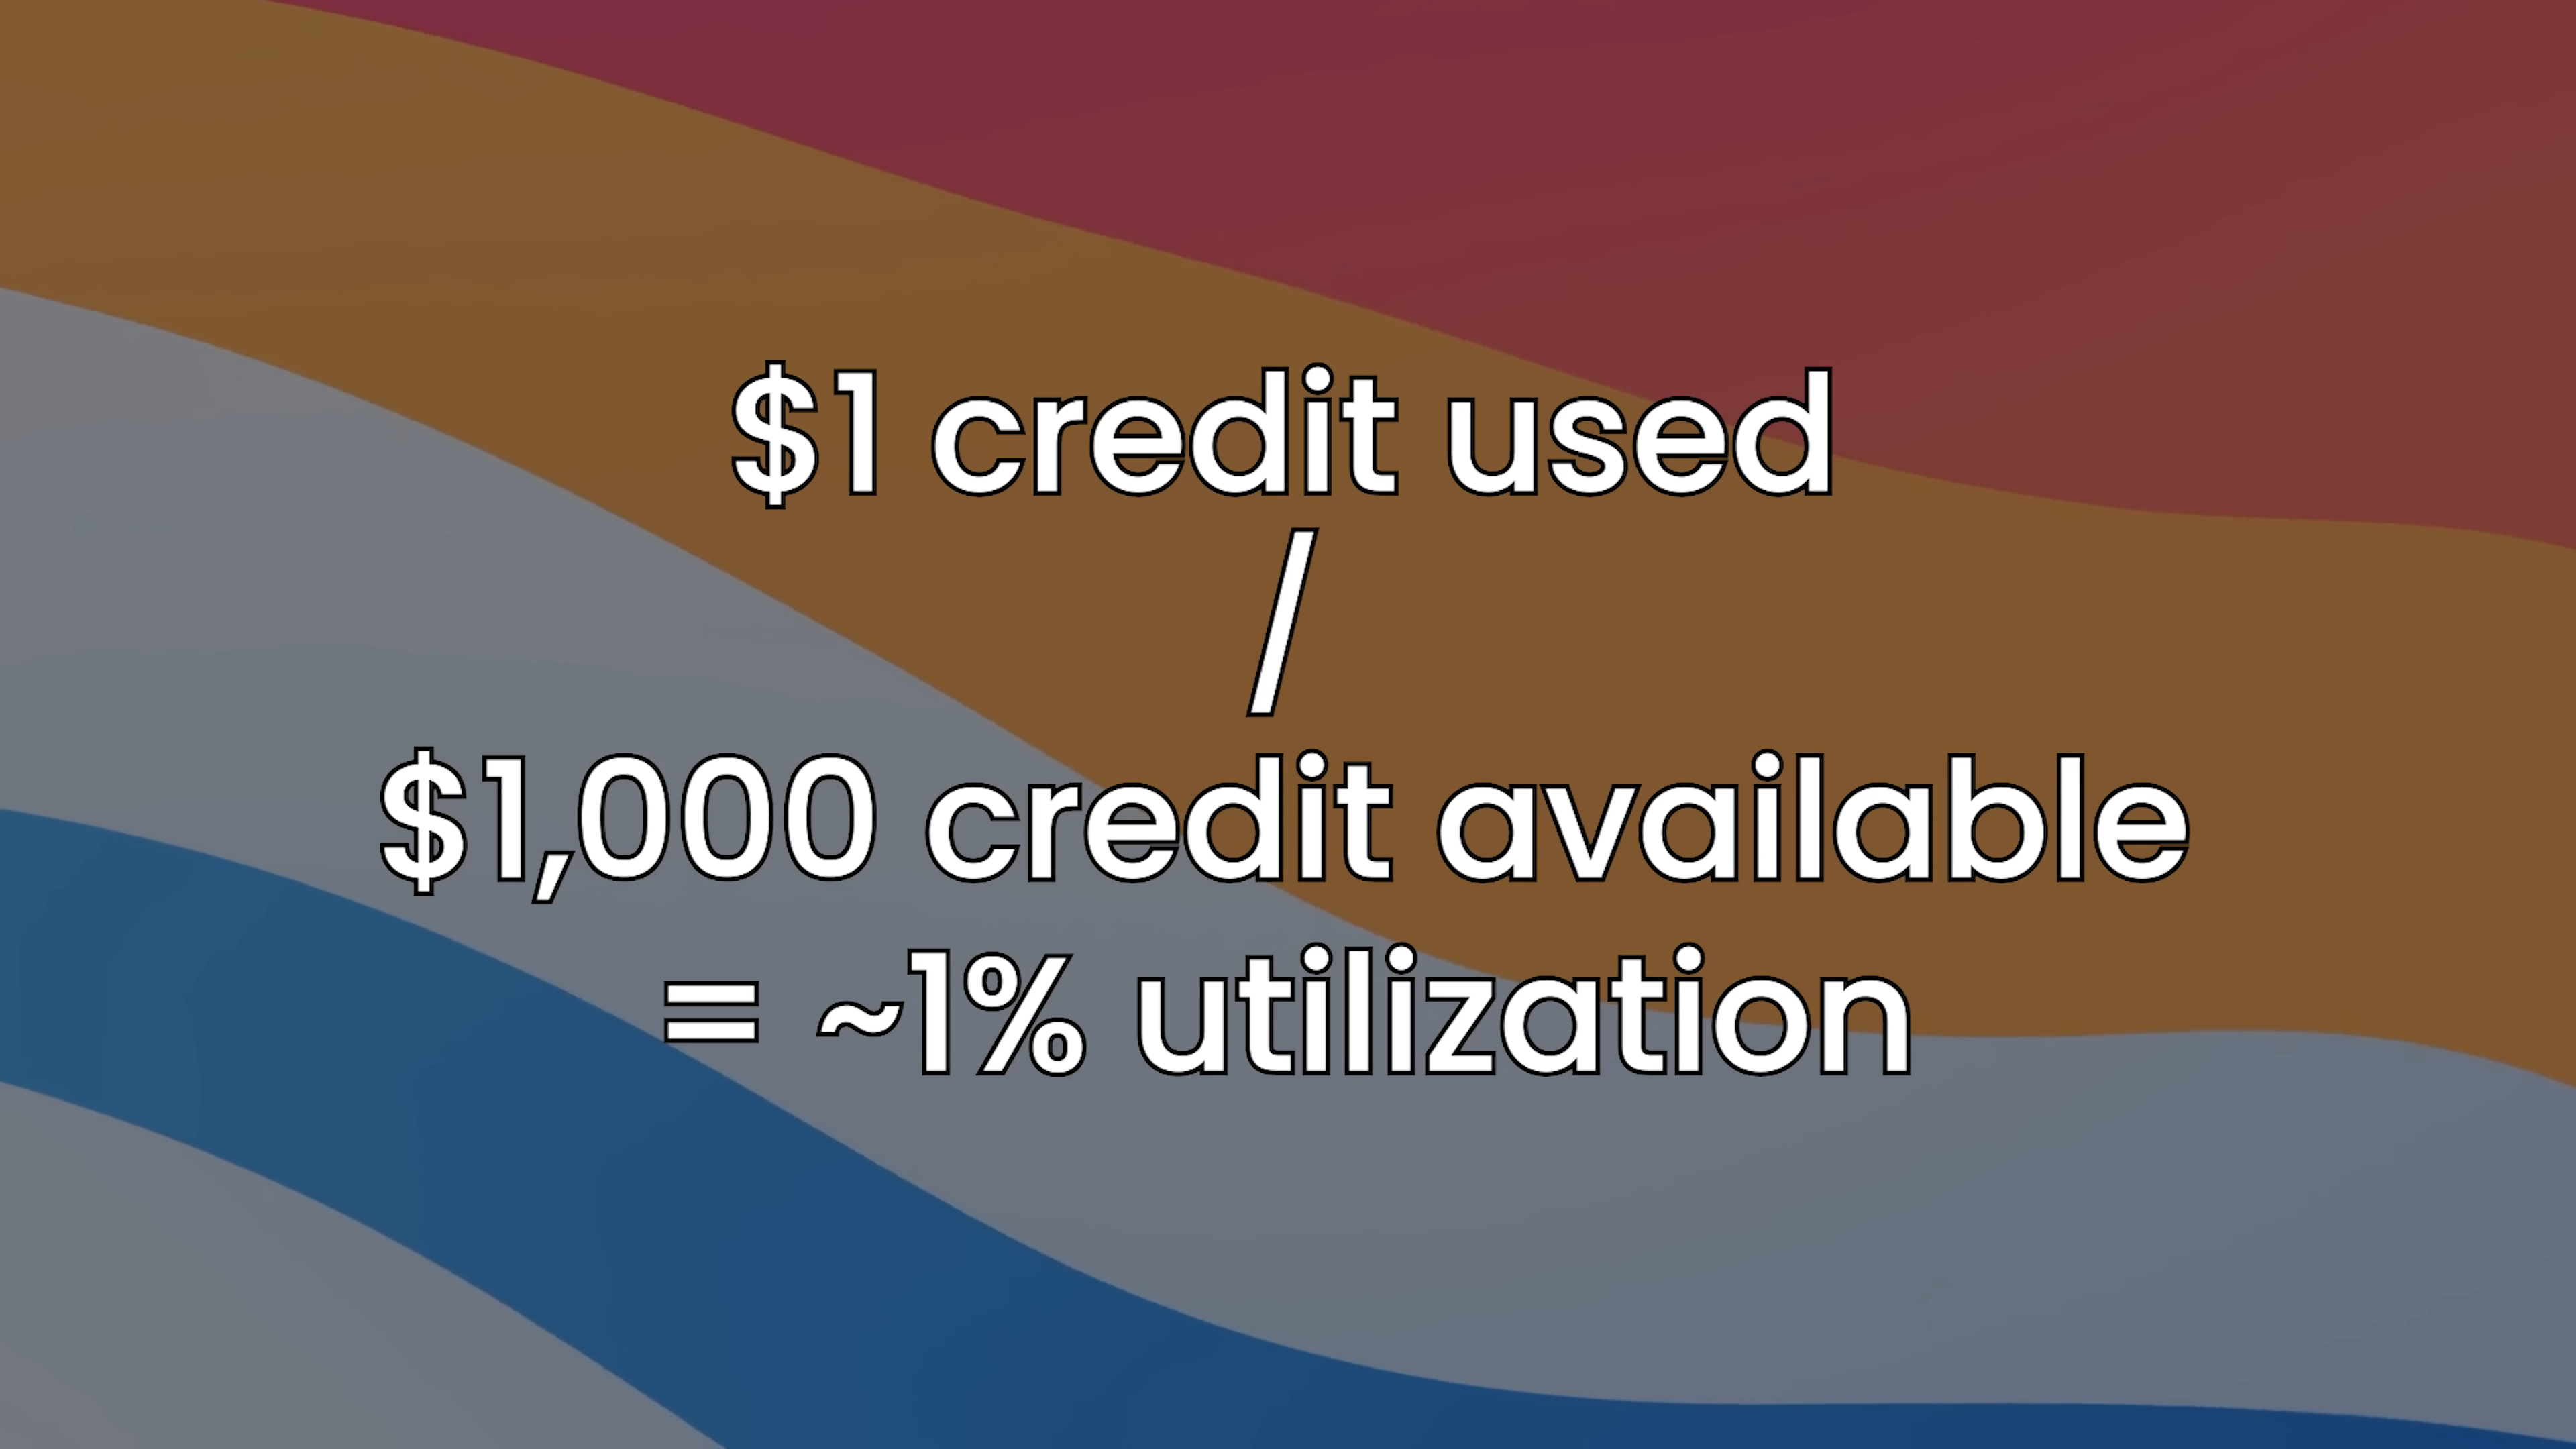 $1 credit used
/
$1,000 credit available
= ~1% utilization